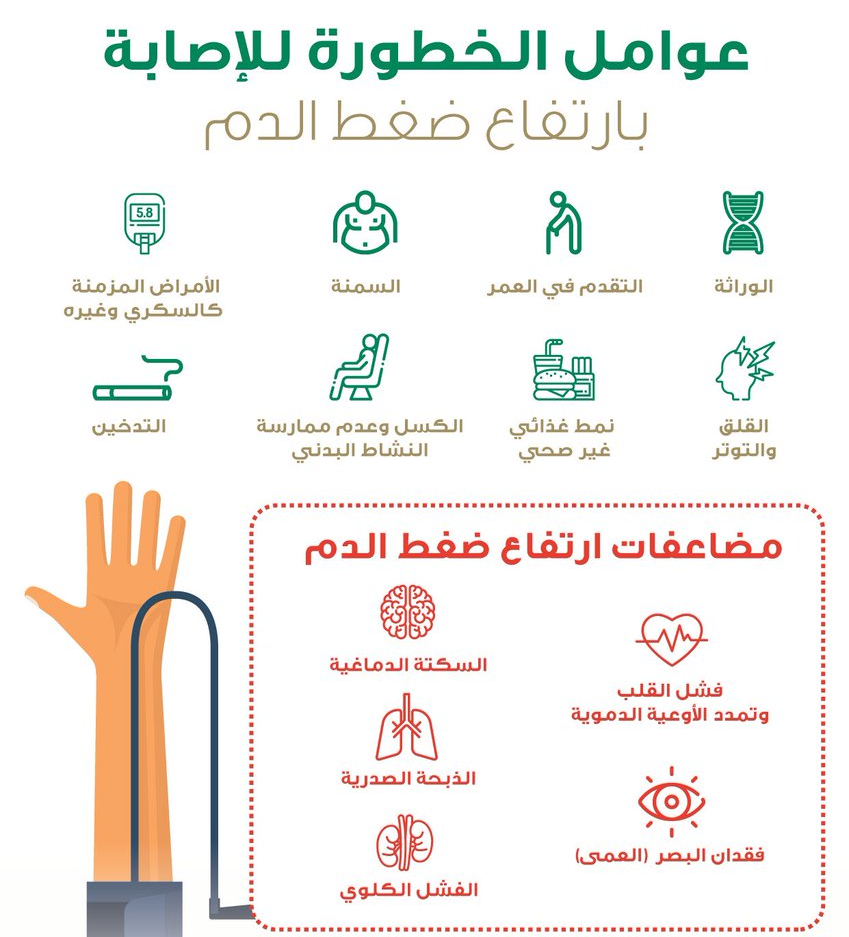 عوامل الخطورة للإصابة
بارتفاع ضغط الدم
الوراثة
التقدم في العمر
السمنة
5.8
الأمراض المزمنة
كالسكري وغيره
القلق
والتوتر
نمط غذائي
غير صحي
الكسل وعدم ممارسة
النشاط البدني
التدخين
مضاعفات ارتفاع ضغط الدم
فشل القلب
وتمدد الأوعية الدموية
فقدان البصر (العمى)
السكتة الدماغية
الذبحة الصدرية
الفشل الكلوي